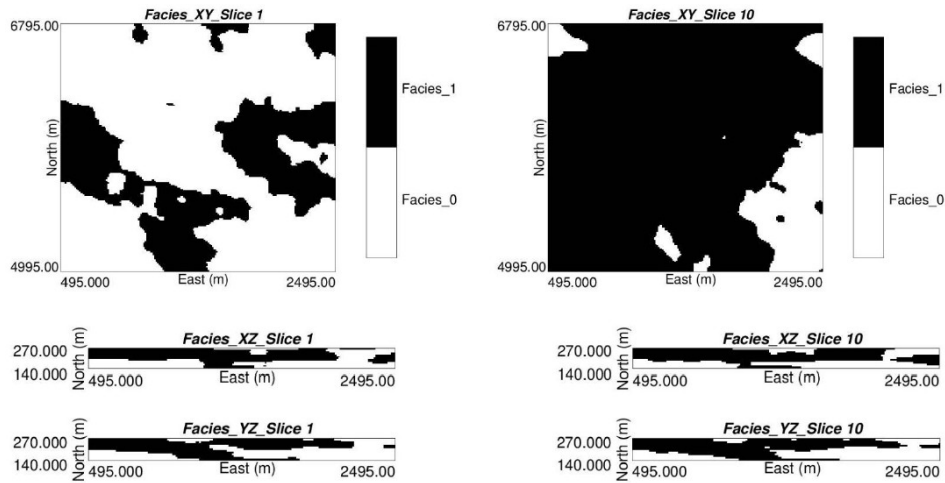 Facies_XY_Slice 1
6795.00
North (m)
4995.00
495.000
East (m)
2495.00
Facies_1
Facies_0
Facies_XY_Slice 10
6795.00
North (m)
4995.00
495.000
East (m)
2495.00
Facies_1
Facies_0
Facies_XZ_Slice 1
270.000
North (m)
140.000
495.000
East (m)
2495.00
Facies_XZ_Slice 10
270.000
North (m)
140.000
495.000
East (m)
2495.00
Facies_YZ_Slice 1
270.000
North (m)
140.000
495.000
East (m)
2495.00
Facies_YZ_Slice 10
270.000
North (m)
140.000
495.000
East (m)
2495.00